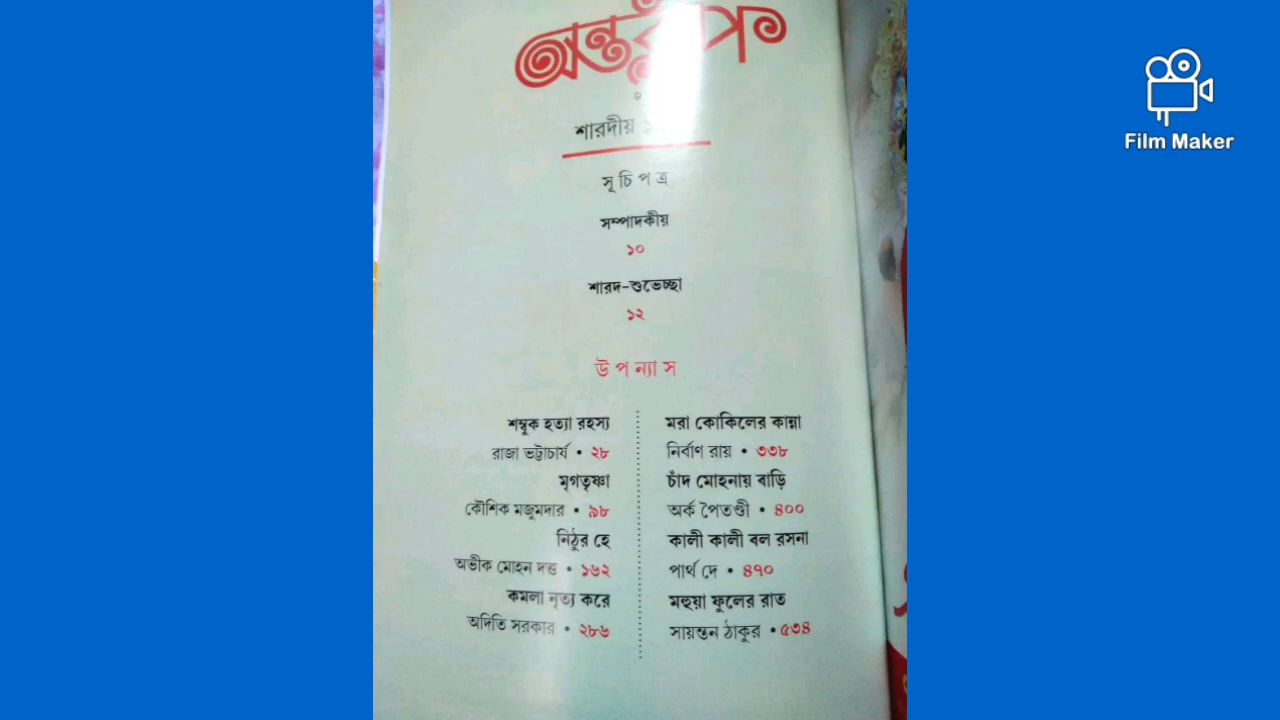 অন্তরীপ
শারদীয়
সূচিপত্র
সম্পাদকীয়
১০
শারদ-শুভেচ্ছা
১২
উপন্যাস
শম্বুক হত্যা রহস্য
রাজা ভট্টাচার্য • ২৮
মৃগতৃষ্ণা
কৌশিক মজুমদার • ৯৮
নিঠুর হে
অভীক মোহন দত্ত • ১৬২
কমলা নৃত্য করে
অদিতি সরকার • ২৮৬
মরা কোকিলের কান্না
নির্বাণ রায় • ৩৩৮
চাঁদ মোহনায় বাড়ি
অর্ক পৈতণ্ডী • ৪০০
কালী কালী বল রসনা
পার্থ দে • ৪৭০
মহুয়া ফুলের রাত
সায়ন্তন ঠাকুর • ৫৩৪
Film Maker